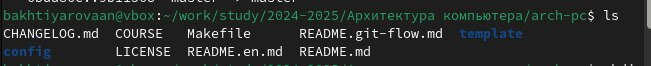 bakhtiyarovaan@vbox:~/work/study/2024-2025/Архитектура компьютера/arch-pc$ ls
CHANGELOG.md COURSE Makefile README.git-flow.md template
config LICENSE README.en.md README.md